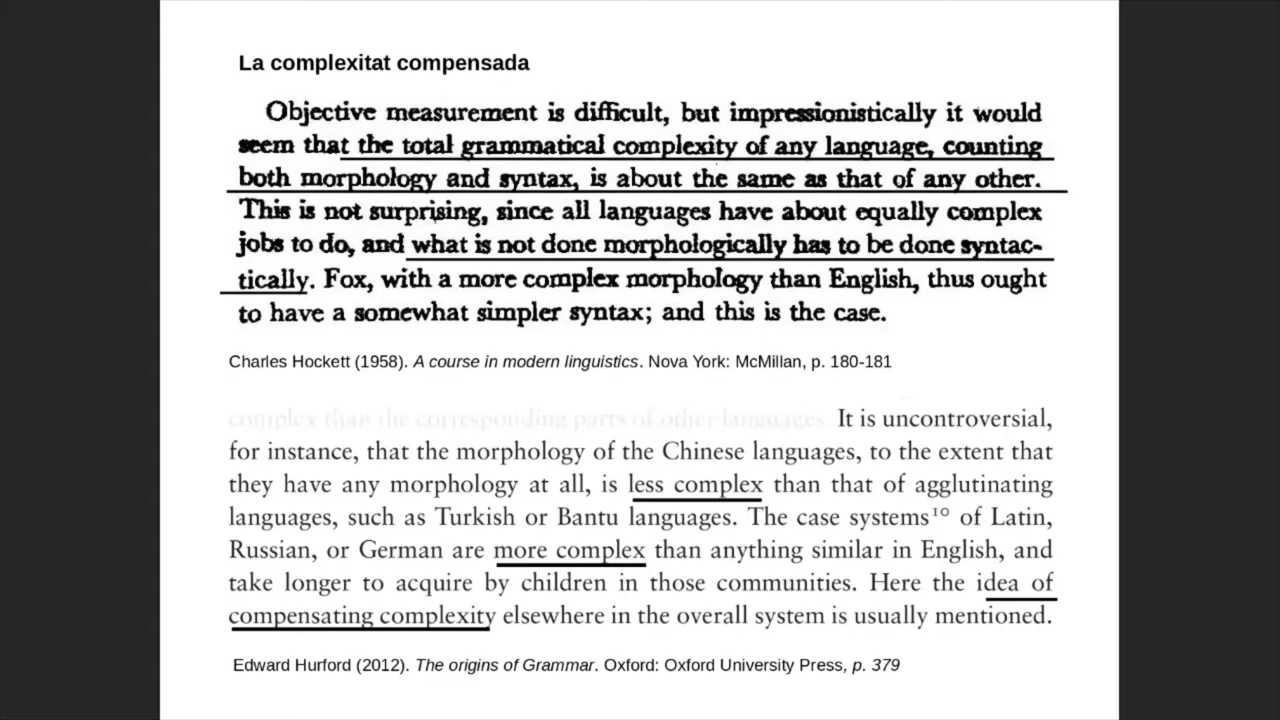 La complexitat compensada
Objective measurement is difficult, but impressionistically it would
seem that the total grammatical complexity of any language, counting
both morphology and syntax, is about the same as that of any other.
This is not surprising, since all languages have about equally complex
jobs to do, and what is not done morphologically has to be done syntac-
tically. Fox, with a more complex morphology than English, thus ought
to have a somewhat simpler syntax; and this is the case.
Charles Hockett (1958). A course in modern linguistics. Nova York: McMillan, p. 180-181
complex than the corresponding parts of other languages. It is uncontroversial,
for instance, that the morphology of the Chinese languages, to the extent that
they have any morphology at all, is less complex than that of agglutinating
languages, such as Turkish or Bantu languages. The case systems¹⁰ of Latin,
Russian, or German are more complex than anything similar in English, and
take longer to acquire by children in those communities. Here the idea of
compensating complexity elsewhere in the overall system is usually mentioned.
Edward Hurford (2012). The origins of Grammar. Oxford: Oxford University Press, p. 379